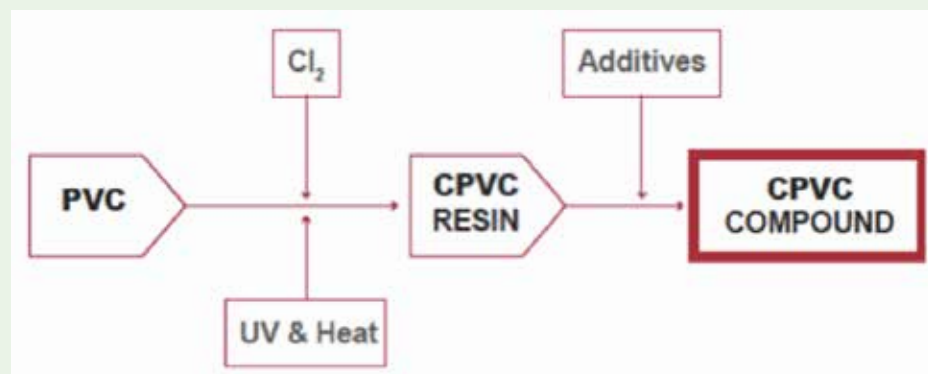 Cl₂
Additives
PVC
CPVC
RESIN
CPVC
COMPOUND
UV & Heat